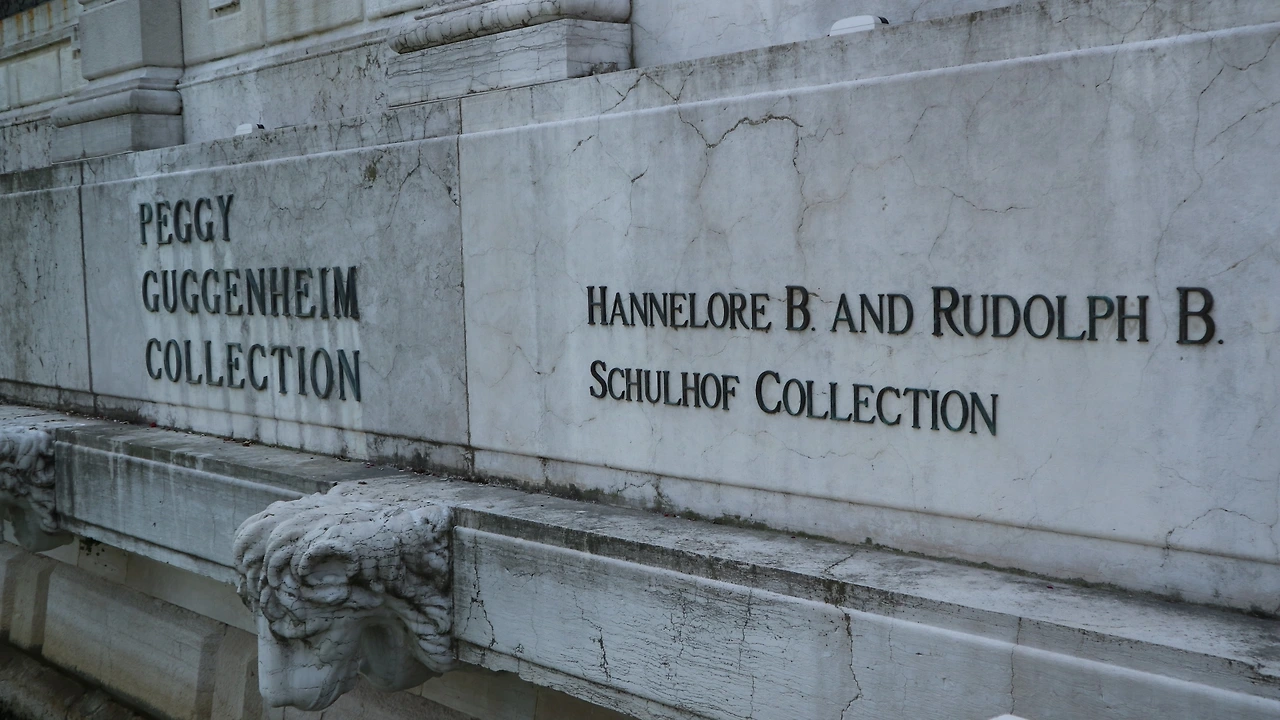 PEGGY
GUGGENHEIM
COLLECTION
HANNELORE B. AND RUDOLPH B.
SCHULHOF COLLECTION